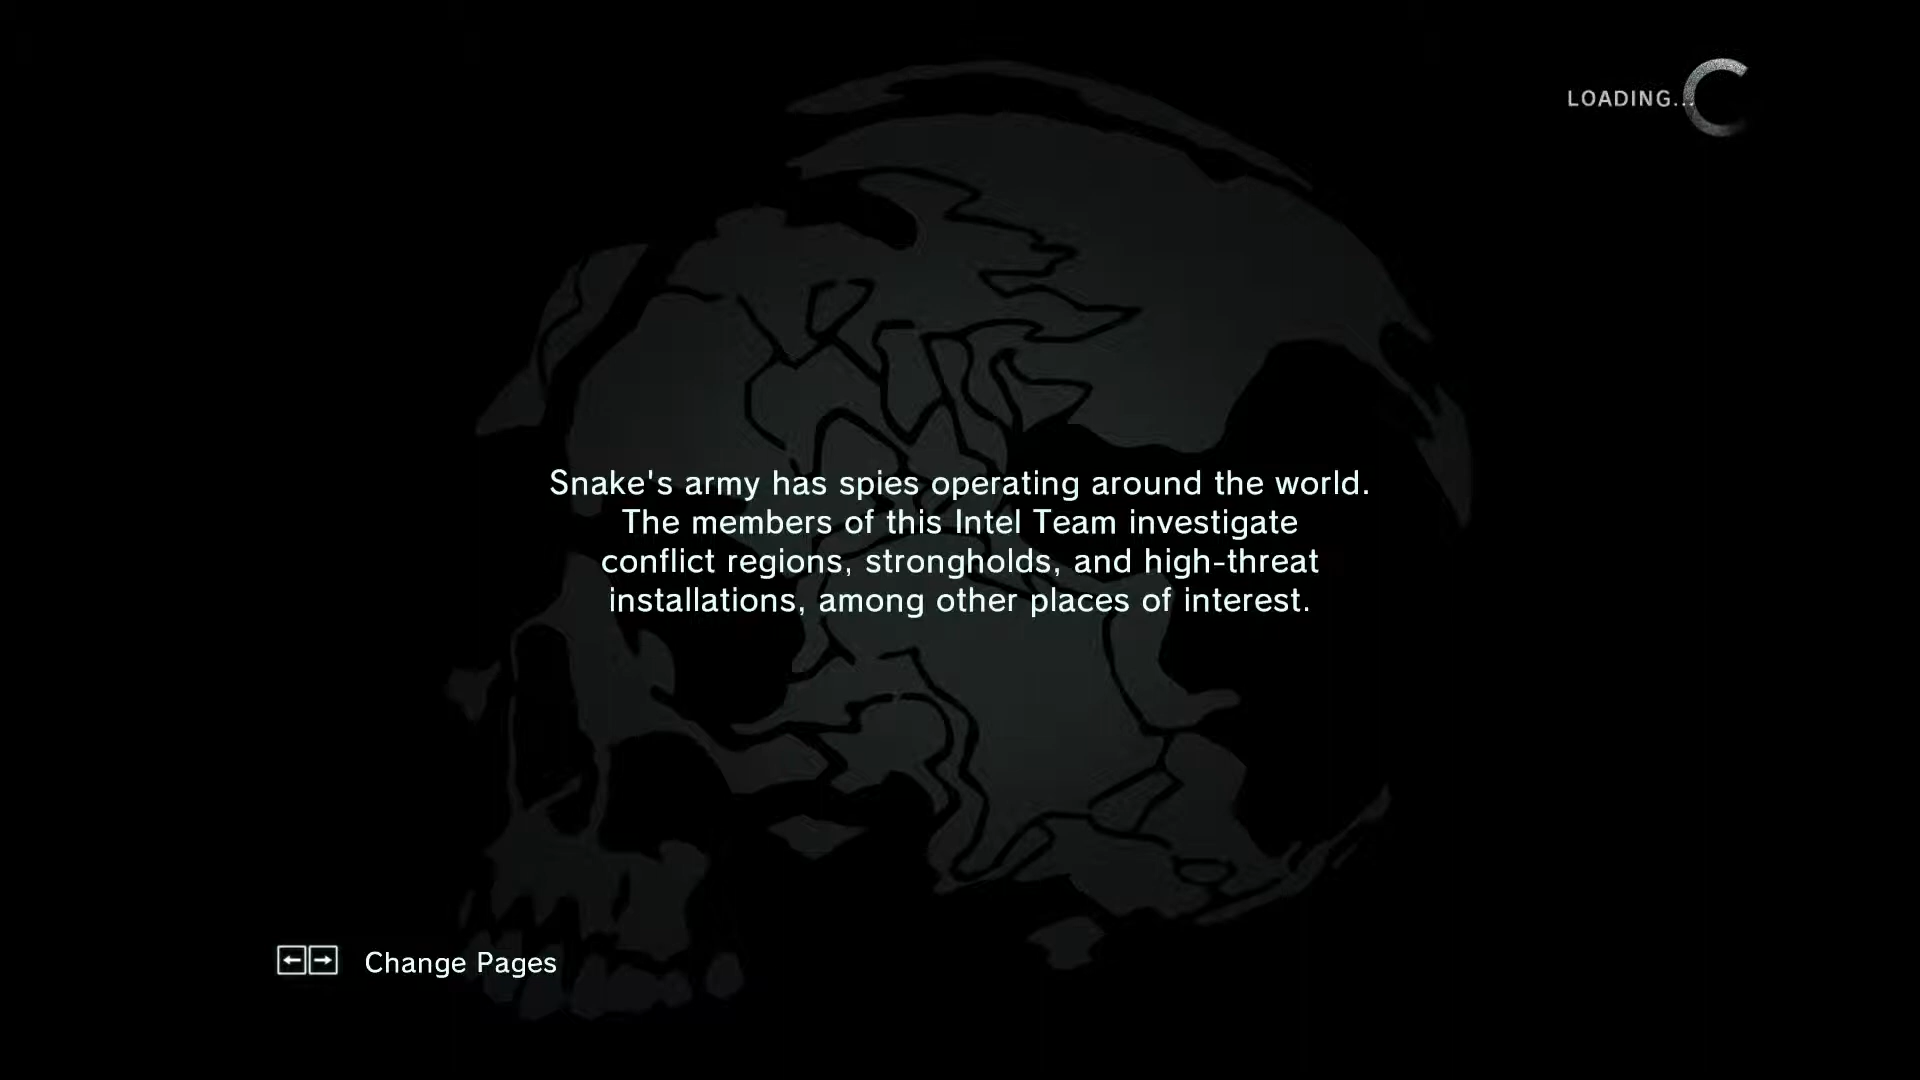 LOADING...
Snake's army has spies operating around the world.
The members of this Intel Team investigate
conflict regions, strongholds, and high-threat
installations, among other places of interest.
Change Pages